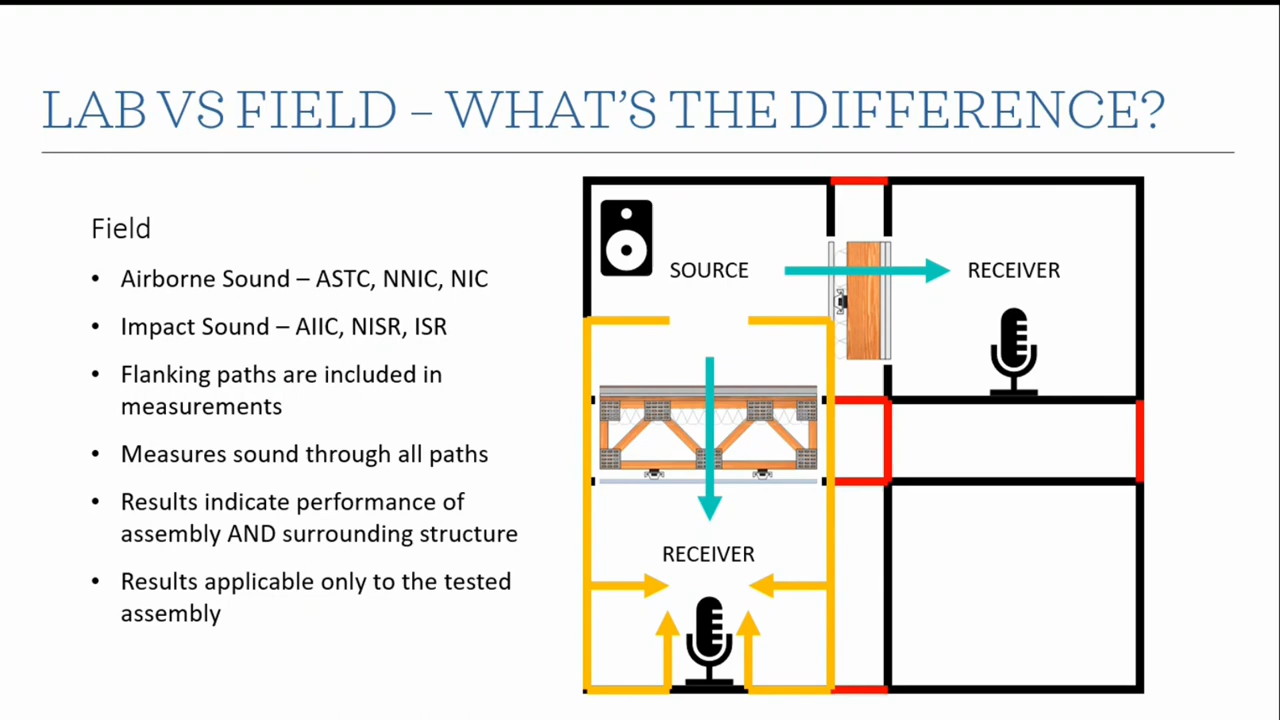 LAB VS FIELD – WHAT'S THE DIFFERENCE?
Field
• Airborne Sound – ASTC, NNIC, NIC
• Impact Sound – AIIC, NISR, ISR
• Flanking paths are included in
measurements
• Measures sound through all paths
• Results indicate performance of
assembly AND surrounding structure
• Results applicable only to the tested
assembly
SOURCE
RECEIVER
RECEIVER